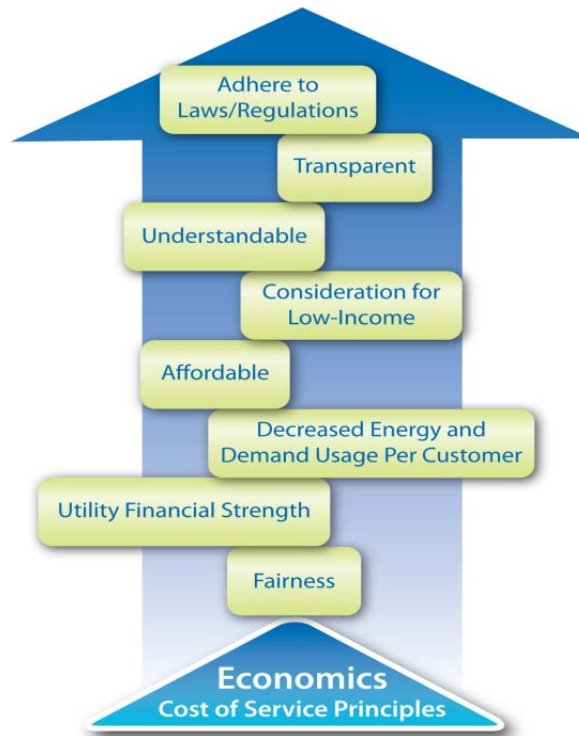 Adhere to
Laws/Regulations
Transparent
Understandable
Consideration for
Low-Income
Affordable
Decreased Energy and
Demand Usage Per Customer
Utility Financial Strength
Fairness
Economics
Cost of Service Principles